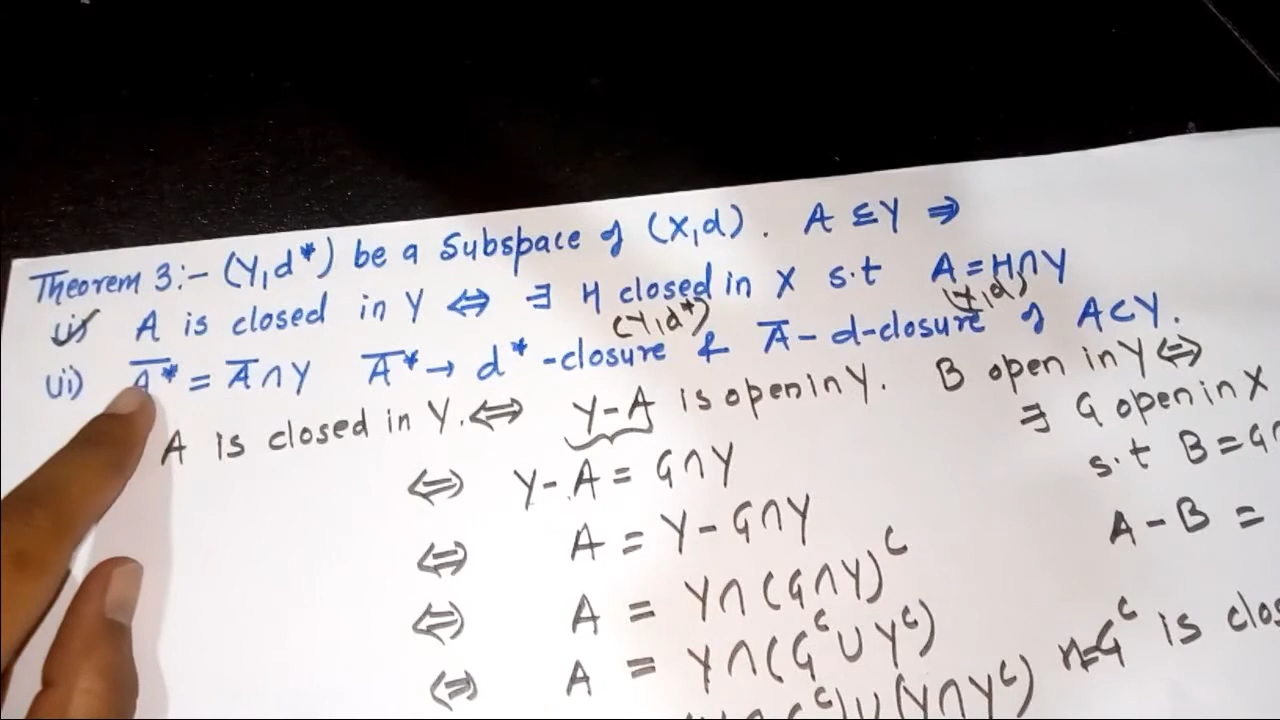 Theorem 3:- (Y,d*) be a Subspace of (X,d). A ⊆ Y ⇒
(i) A is closed in Y ⇔ ∃ H closed in X s.t A = H∩Y
(Y,d*) (X,d)
(ii) A̅* = A̅∩Y A̅* → d*-closure & A̅ - d-closure of A⊂Y.
A is closed in Y. ⇔ Y-A is open in Y. B open in Y ⇔
∃ G open in X
⇔ Y-A = G∩Y s.t B = G∩
⇔ A = Y-G∩Y A-B =
⇔ A = Y∩(G∩Y)ᶜ
⇔ A = Y∩(Gᶜ∪Yᶜ) Gᶜ is clos
ᶜ)∪(Y∩Yᶜ)